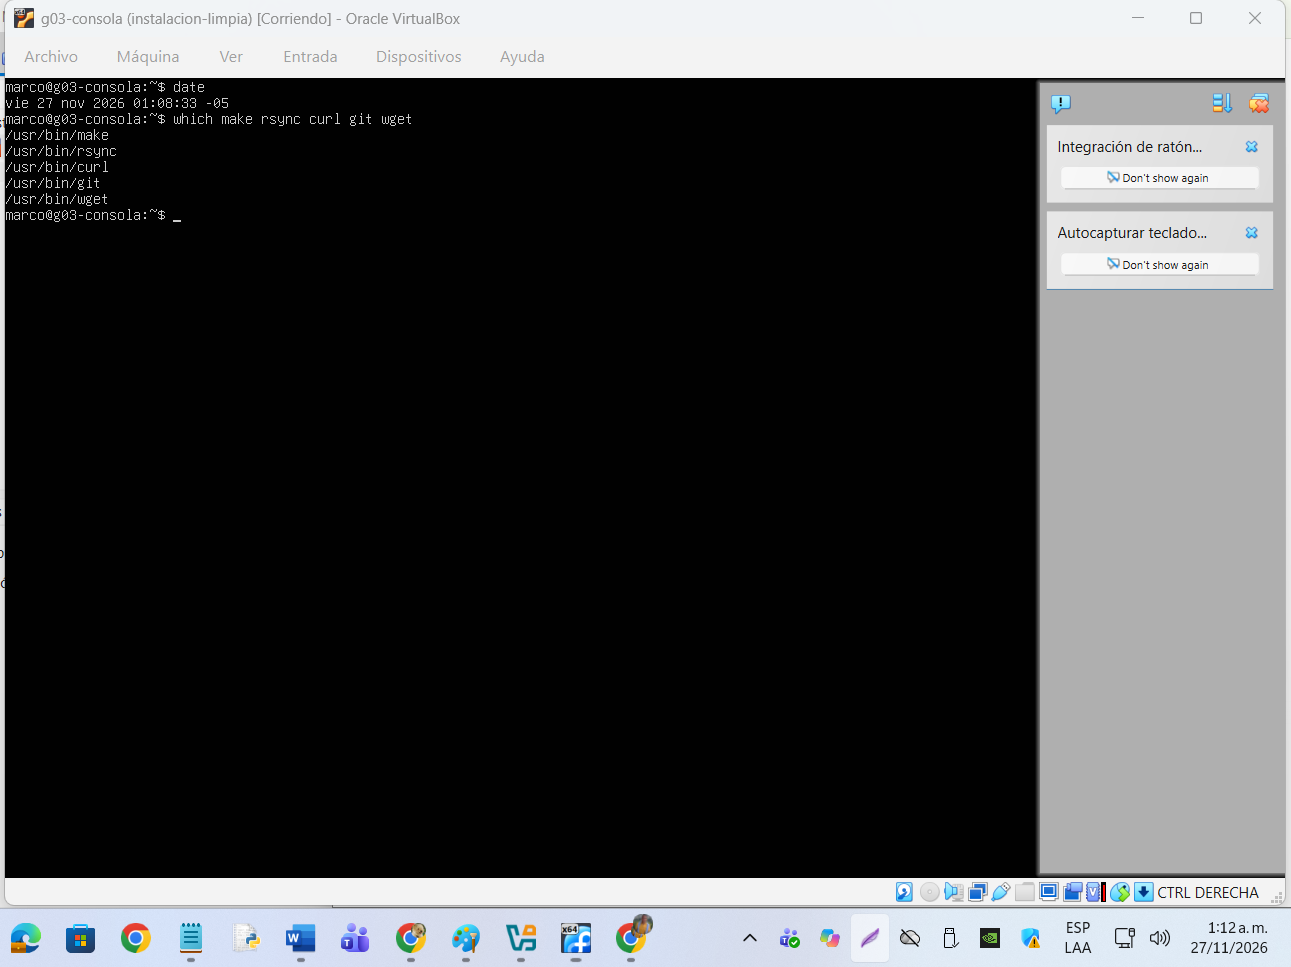 g03-consola (instalacion-limpia) [Corriendo] - Oracle VirtualBox
Archivo Máquina Ver Entrada Dispositivos Ayuda
marco@g03-consola:~$ date
vie 27 nov 2026 01:08:33 -05
marco@g03-consola:~$ which make rsync curl git wget
/usr/bin/make
/usr/bin/rsync
/usr/bin/curl
/usr/bin/git
/usr/bin/wget
marco@g03-consola:~$ _
Integración de ratón...
Don't show again
Autocapturar teclado...
Don't show again
CTRL DERECHA
ESP
LAA
1:12 a. m.
27/11/2026